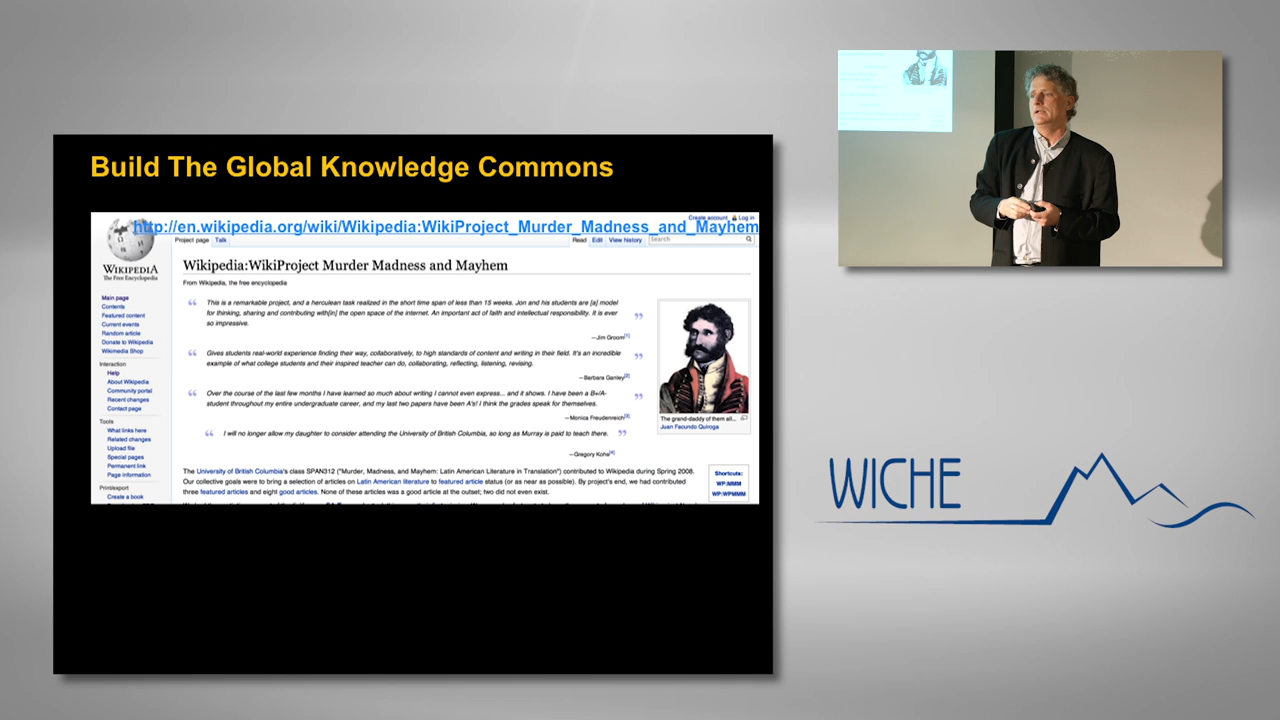 Build The Global Knowledge Commons
http://en.wikipedia.org/wiki/Wikipedia:WikiProject_Murder_Madness_and_Mayhem
Create account
Log in
WIKIPEDIA
The Free Encyclopedia
Project page
Talk
Read
Edit
View history
Search
Main page
Contents
Featured content
Current events
Random article
Donate to Wikipedia
Wikimedia Shop
Interaction
Help
About Wikipedia
Community portal
Recent changes
Contact page
Tools
What links here
Related changes
Upload file
Special pages
Permanent link
Page information
Print/export
Create a book
Wikipedia:WikiProject Murder Madness and Mayhem
From Wikipedia, the free encyclopedia
“ This is a remarkable project, and a herculean task realized in the short time span of less than 15 weeks. Jon and his students are [a] model
for thinking, sharing and contributing with[in] the open space of the internet. An important act of faith and intellectual responsibility. It is ever
so impressive. ”
—Jim Groom[1]
“ Gives students real-world experience finding their way, collaboratively, to high standards of content and writing in their field. It's an incredible
example of what college students and their inspired teacher can do, collaborating, reflecting, listening, revising. ”
—Barbara Ganley[2]
“ Over the course of the last few months I have learned so much about writing I cannot even express... and it shows. I have been a B+/A-
student throughout my entire undergraduate career, and my last two papers have been A's! I think the grades speak for themselves. ”
—Monica Freudenreich[3]
“ I will no longer allow my daughter to consider attending the University of British Columbia, so long as Murray is paid to teach there. ”
—Gregory Kohs[4]
The grand-daddy of them all...
Juan Facundo Quiroga
The University of British Columbia's class SPAN312 ("Murder, Madness, and Mayhem: Latin American Literature in Translation") contributed to Wikipedia during Spring 2008.
Our collective goals were to bring a selection of articles on Latin American literature to featured article status (or as near as possible). By project's end, we had contributed
three featured articles and eight good articles. None of these articles was a good article at the outset; two did not even exist.
Shortcuts:
WP:MMM
WP:WPMMM
WICHE